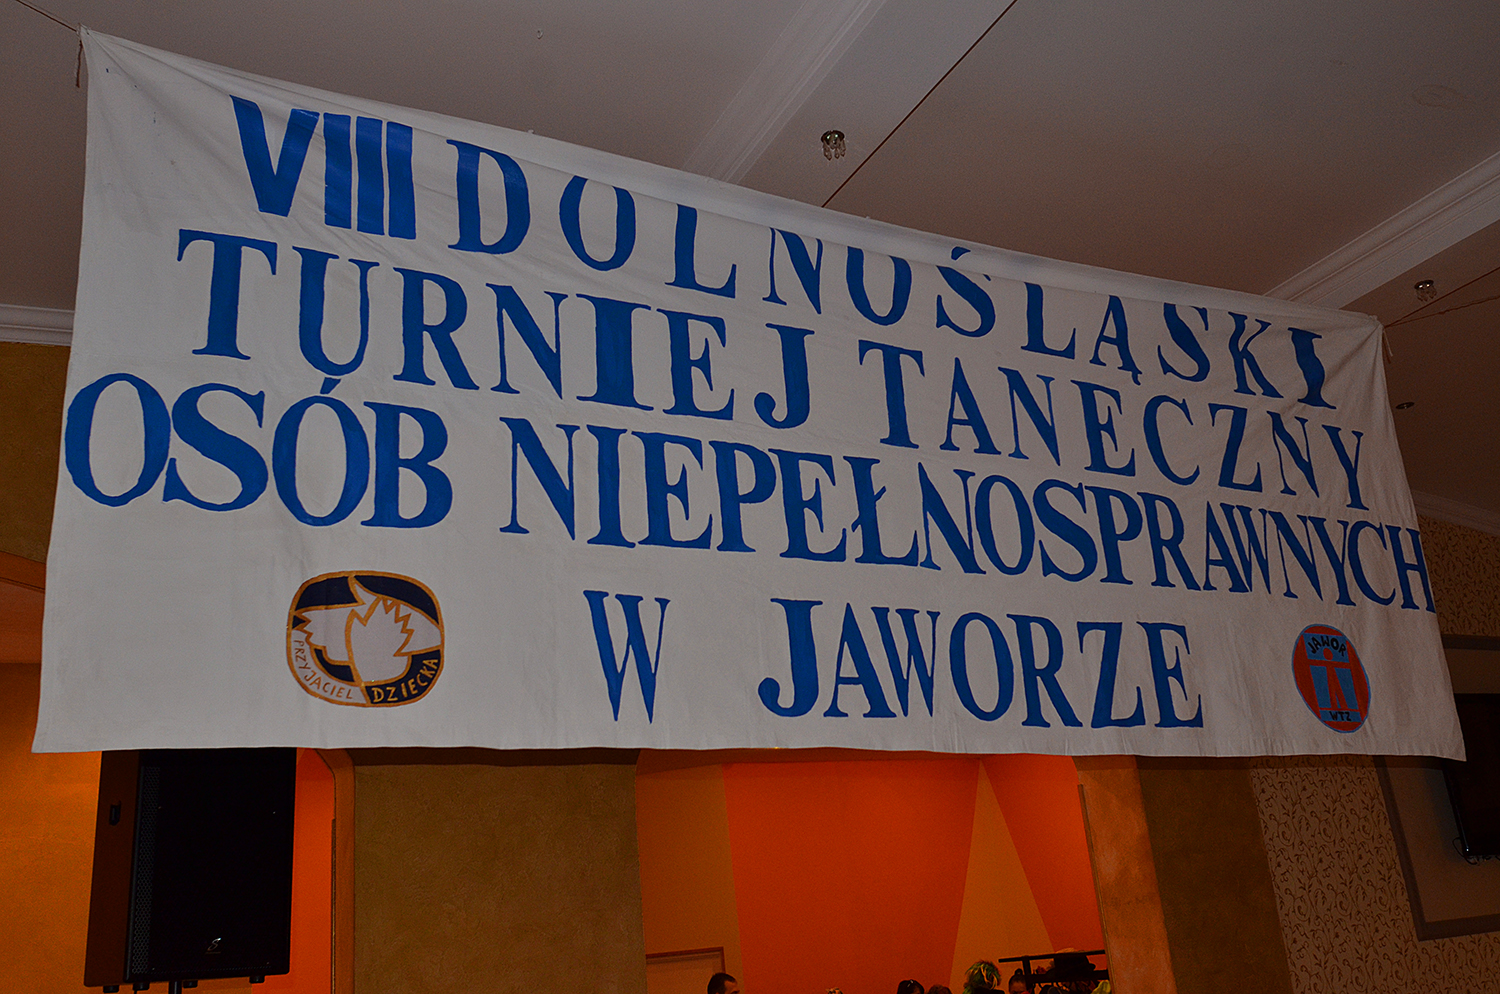 VIII DOLNOŚLĄSKI
TURNIEJ TANECZNY
OSÓB NIEPEŁNOSPRAWNYCH
W JAWORZE
PRZYJACIEL DZIECKA
JAWOR
WTZ